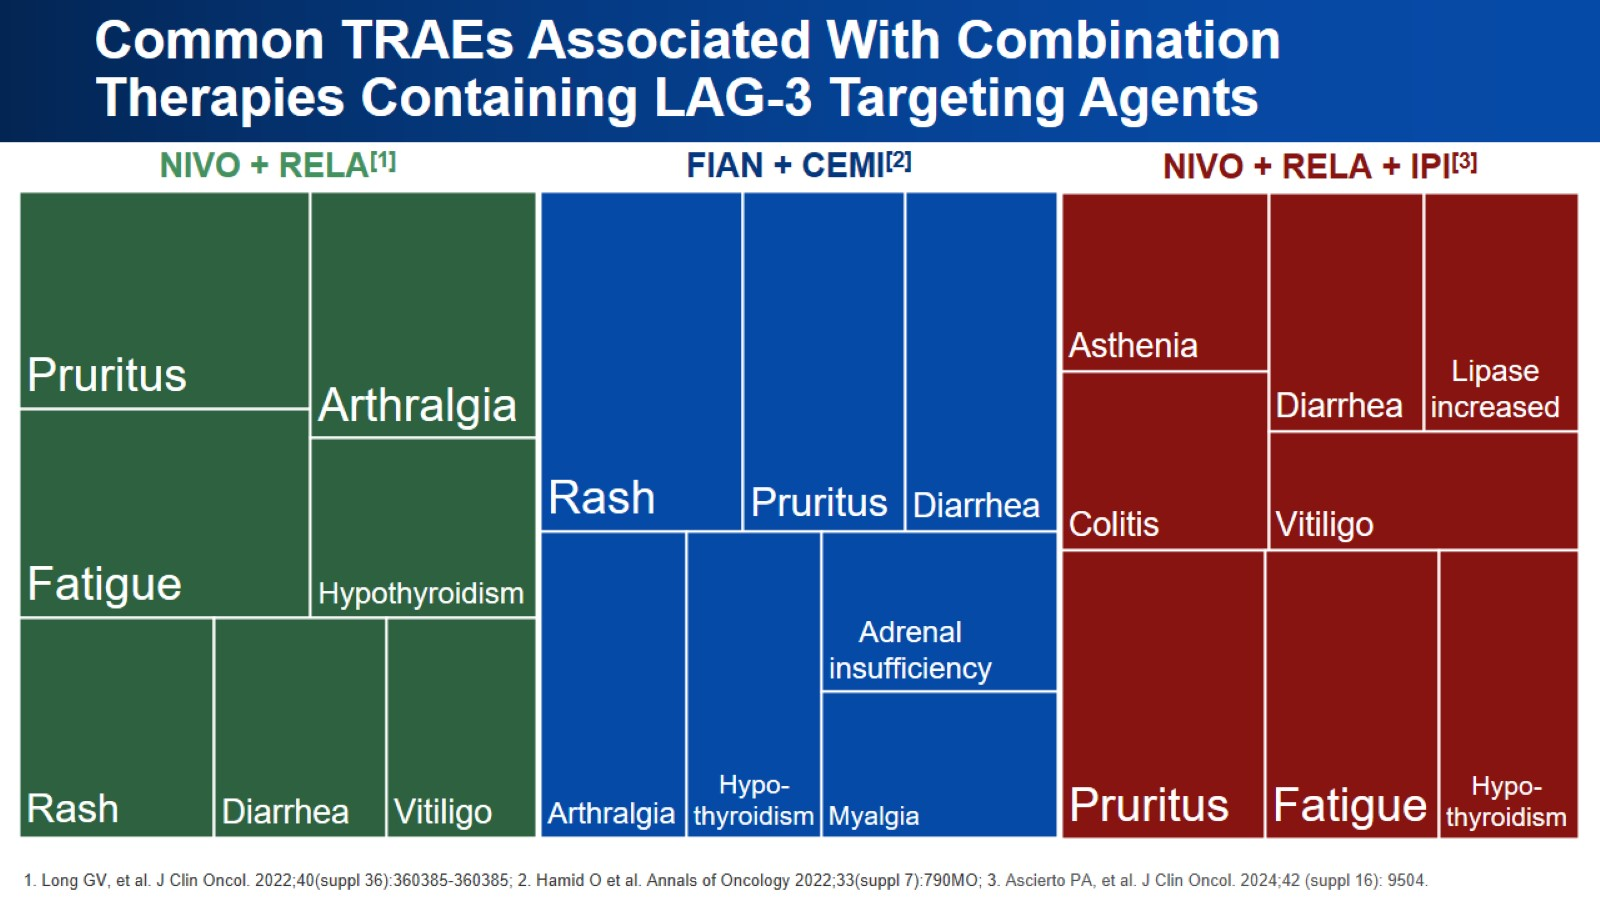 Common TRAEs Associated With Combination
Therapies Containing LAG-3 Targeting Agents
NIVO + RELA[1]
Pruritus
Arthralgia
Fatigue
Hypothyroidism
Rash
Diarrhea
Vitiligo
FIAN + CEMI[2]
Rash
Pruritus
Diarrhea
Arthralgia
Hypo-
thyroidism
Adrenal
insufficiency
Myalgia
NIVO + RELA + IPI[3]
Asthenia
Diarrhea
Lipase
increased
Colitis
Vitiligo
Pruritus
Fatigue
Hypo-
thyroidism
1. Long GV, et al. J Clin Oncol. 2022;40(suppl 36):360385-360385; 2. Hamid O et al. Annals of Oncology 2022;33(suppl 7):790MO; 3. Ascierto PA, et al. J Clin Oncol. 2024;42 (suppl 16): 9504.